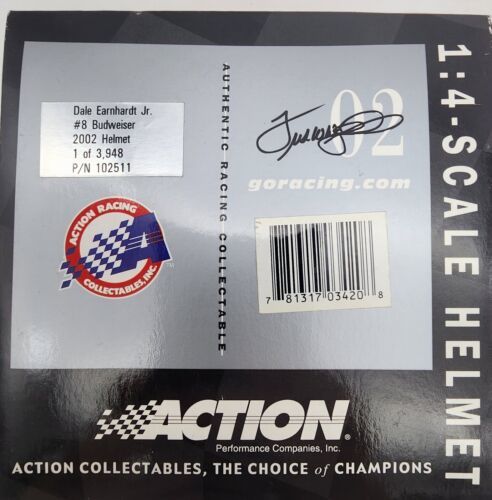 Dale Earnhardt Jr.
#8 Budweiser
2002 Helmet
1 of 3,948
P/N 102511
ACTION RACING
COLLECTABLES, INC.
AUTHENTIC RACING COLLECTABLE
02
goracing.com
7 81317 03420 8
1:4-SCALE HELMET
ACTION®
Performance Companies, Inc.
ACTION COLLECTABLES, THE CHOICE of CHAMPIONS